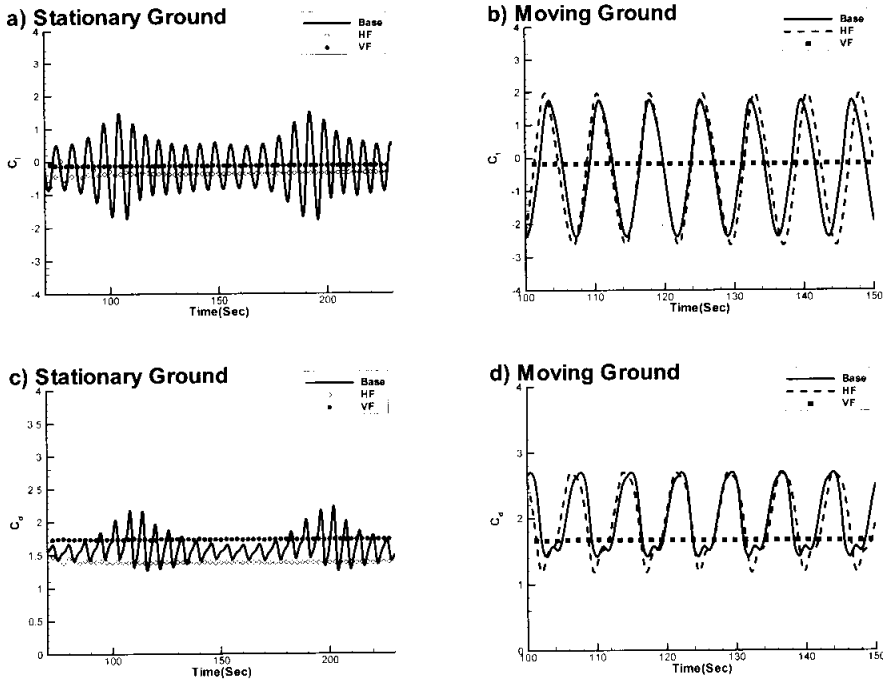 a) Stationary Ground
Base
HF
VF
4
3
2
1
0
-1
-2
-3
-4
C_l
100
150
200
Time(Sec)
b) Moving Ground
Base
HF
VF
4
3
2
1
0
-1
-2
-3
-4
C_l
100
110
120
130
140
150
Time(Sec)
c) Stationary Ground
Base
HF
VF
4
3 5
3
2 5
2
1.5
1
0.5
0
C_d
100
150
200
Time(Sec)
d) Moving Ground
Base
HF
VF
4
3
2
1
0
C_d
100
110
120
130
140
150
Time(Sec)